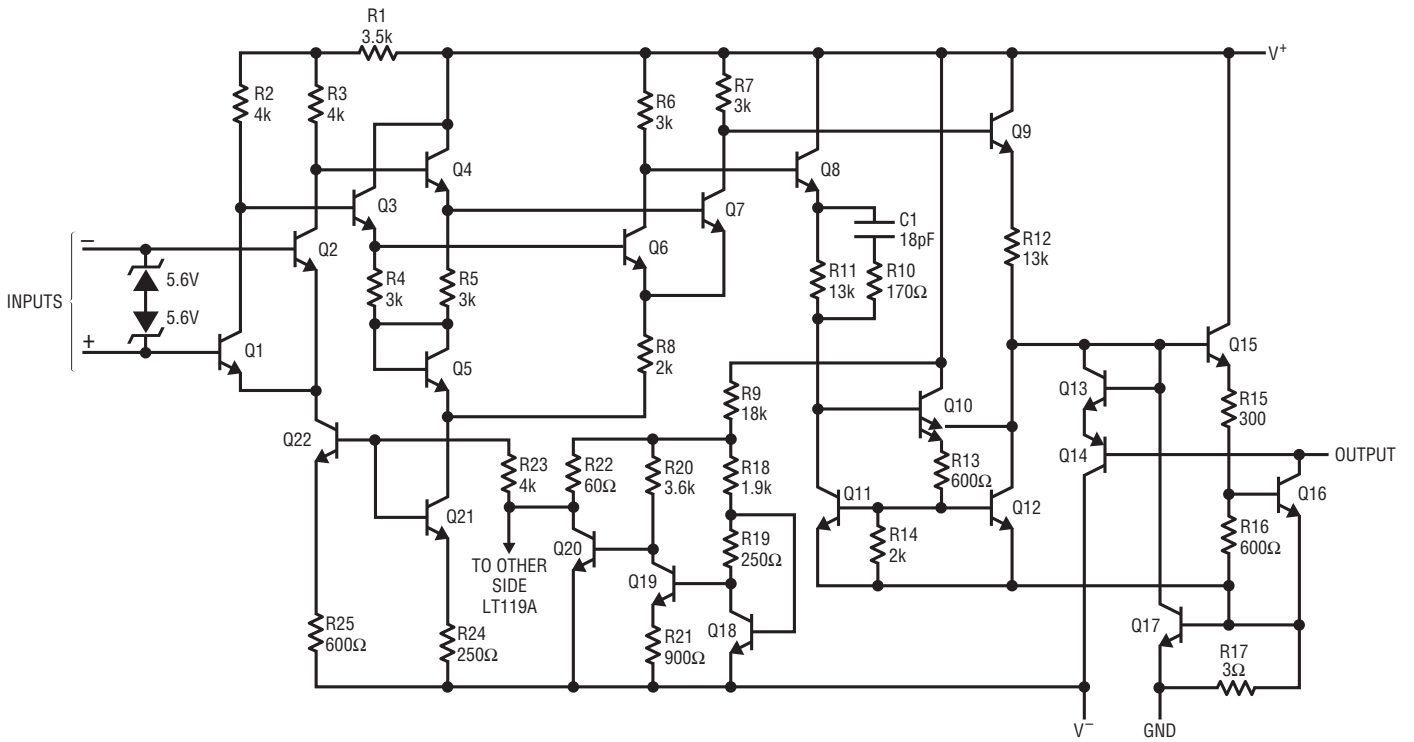 R1
3.5k
V+
R2
4k
R3
4k
R6
3k
R7
3k
Q9
Q4
Q8
Q3
Q7
C1
18pF
–
Q2
Q6
R12
13k
R4
3k
R5
3k
R11
13k
R10
170Ω
5.6V
INPUTS
5.6V
+
Q1
R8
2k
Q15
Q5
R9
18k
Q13
Q10
R15
300
Q22
Q14
OUTPUT
R23
4k
R22
60Ω
R20
3.6k
R18
1.9k
R13
600Ω
Q11
Q16
Q21
Q12
R16
600Ω
TO OTHER
SIDE
LT119A
Q20
R19
250Ω
R14
2k
Q19
Q18
Q17
R25
600Ω
R24
250Ω
R21
900Ω
R17
3Ω
V–
GND